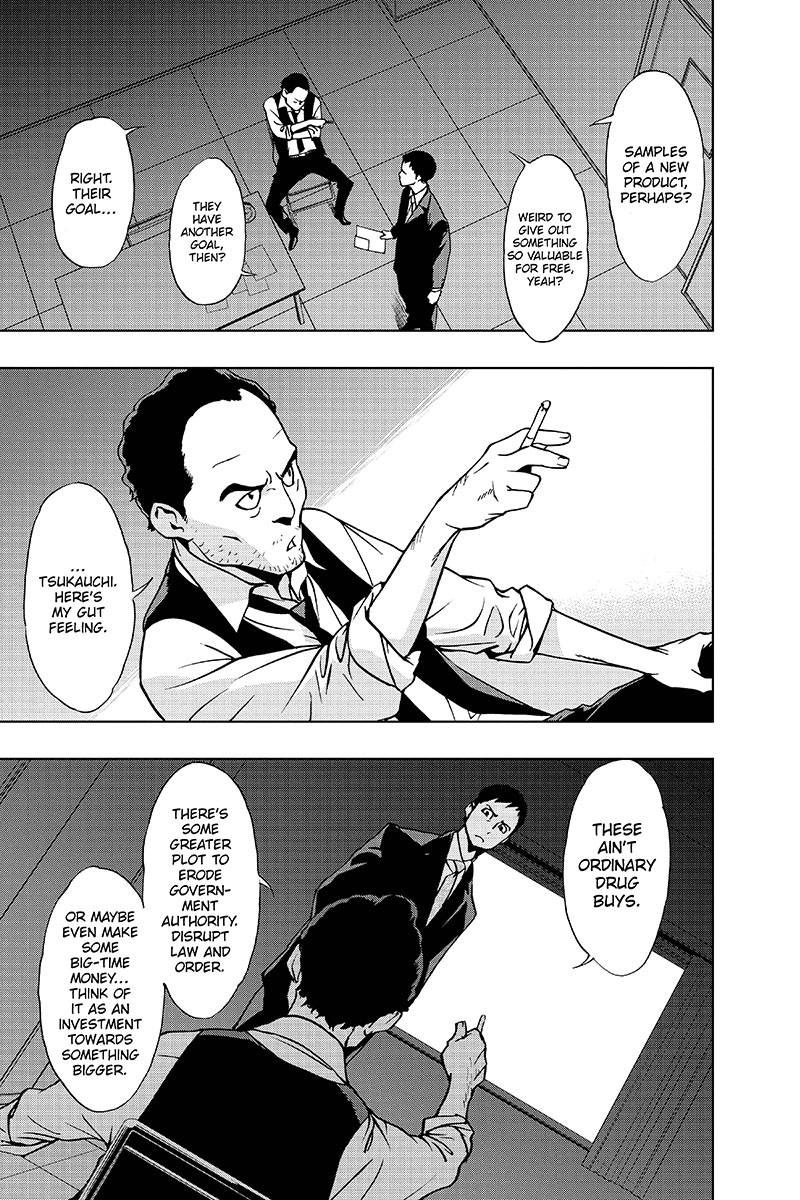 SAMPLES
OF A NEW
PRODUCT,
PERHAPS?
WEIRD TO
GIVE OUT
SOMETHING
SO VALUABLE
FOR FREE,
YEAH?
THEY
HAVE
ANOTHER
GOAL,
THEN?
RIGHT.
THEIR
GOAL...
...
TSUKAUCHI.
HERE'S
MY GUT
FEELING.
THESE
AIN'T
ORDINARY
DRUG
BUYS.
THERE'S
SOME
GREATER
PLOT TO
ERODE
GOVERN-
MENT
AUTHORITY.
DISRUPT
LAW AND
ORDER.
OR MAYBE
EVEN MAKE
SOME
BIG-TIME
MONEY...
THINK OF
IT AS AN
INVESTMENT
TOWARDS
SOMETHING
BIGGER.